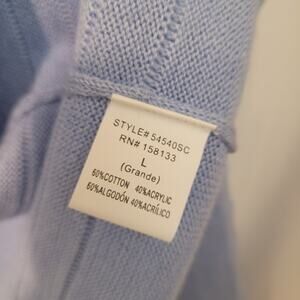 STYLE# 54540SC
RN# 158133
L
(Grande)
60%COTTON 40%ACRYLIC
60%ALGODÓN 40%ACRÍLICO